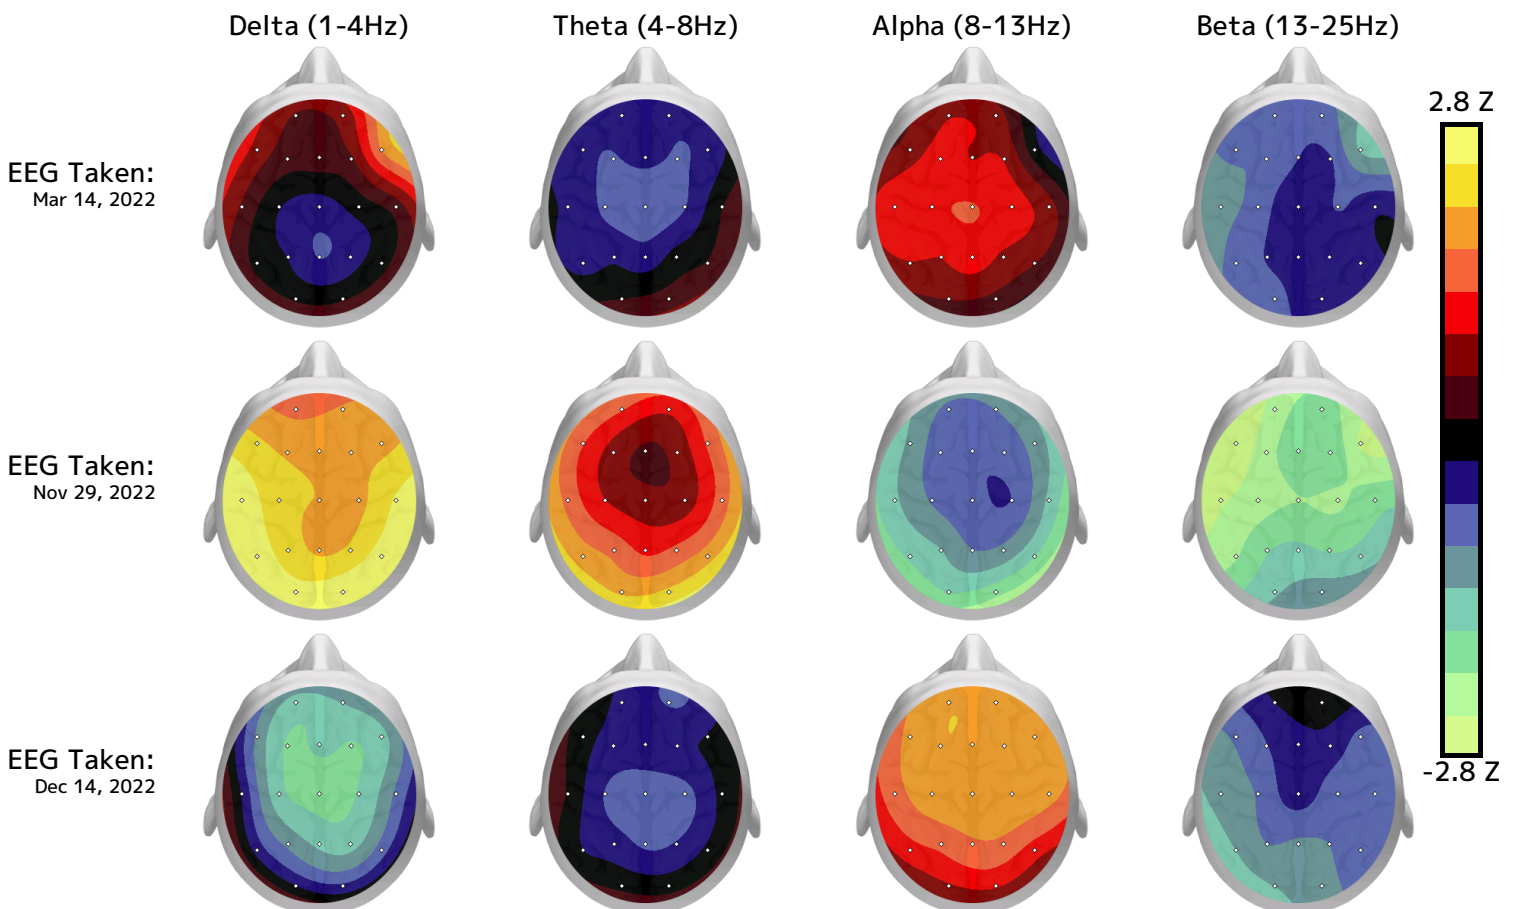 Delta (1-4Hz) Theta (4-8Hz) Alpha (8-13Hz) Beta (13-25Hz)
2.8 Z
EEG Taken:
Mar 14, 2022
EEG Taken:
Nov 29, 2022
EEG Taken:
Dec 14, 2022
-2.8 Z